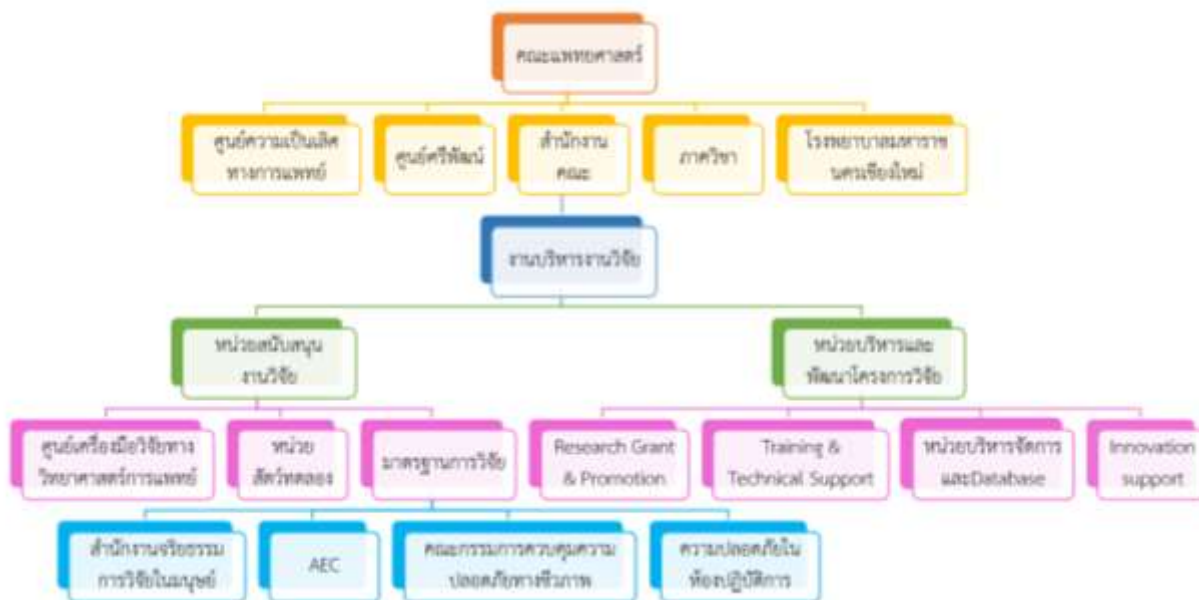 คณะแพทยศาสตร์
ศูนย์ความเป็นเลิศ
ทางการแพทย์
ศูนย์ศรีพัฒน์
สำนักงาน
คณะ
ภาควิชา
โรงพยาบาลมหาราช
นครเชียงใหม่
งานบริหารงานวิจัย
หน่วยสนับสนุน
งานวิจัย
หน่วยบริหารและ
พัฒนาโครงการวิจัย
ศูนย์เครื่องมือวิจัยทาง
วิทยาศาสตร์การแพทย์
หน่วย
สัตว์ทดลอง
มาตรฐานการวิจัย
Research Grant
& Promotion
Training &
Technical Support
หน่วยบริหารจัดการ
และDatabase
Innovation
support
สำนักงานจริยธรรม
การวิจัยในมนุษย์
AEC
คณะกรรมการควบคุมความ
ปลอดภัยทางชีวภาพ
ความปลอดภัยใน
ห้องปฏิบัติการ